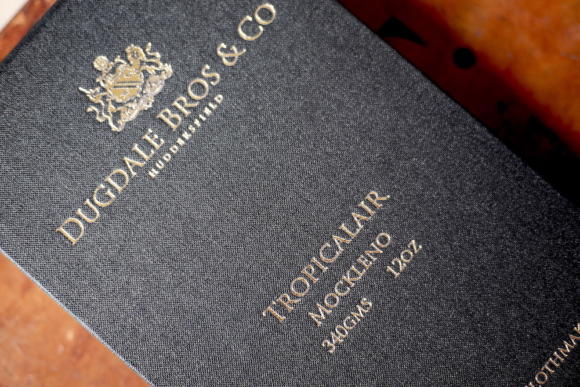 DUGDALE BROS & CO
HUDDERSFIELD
TROPICALAIR
MOCKLENO
340GMS 12OZ